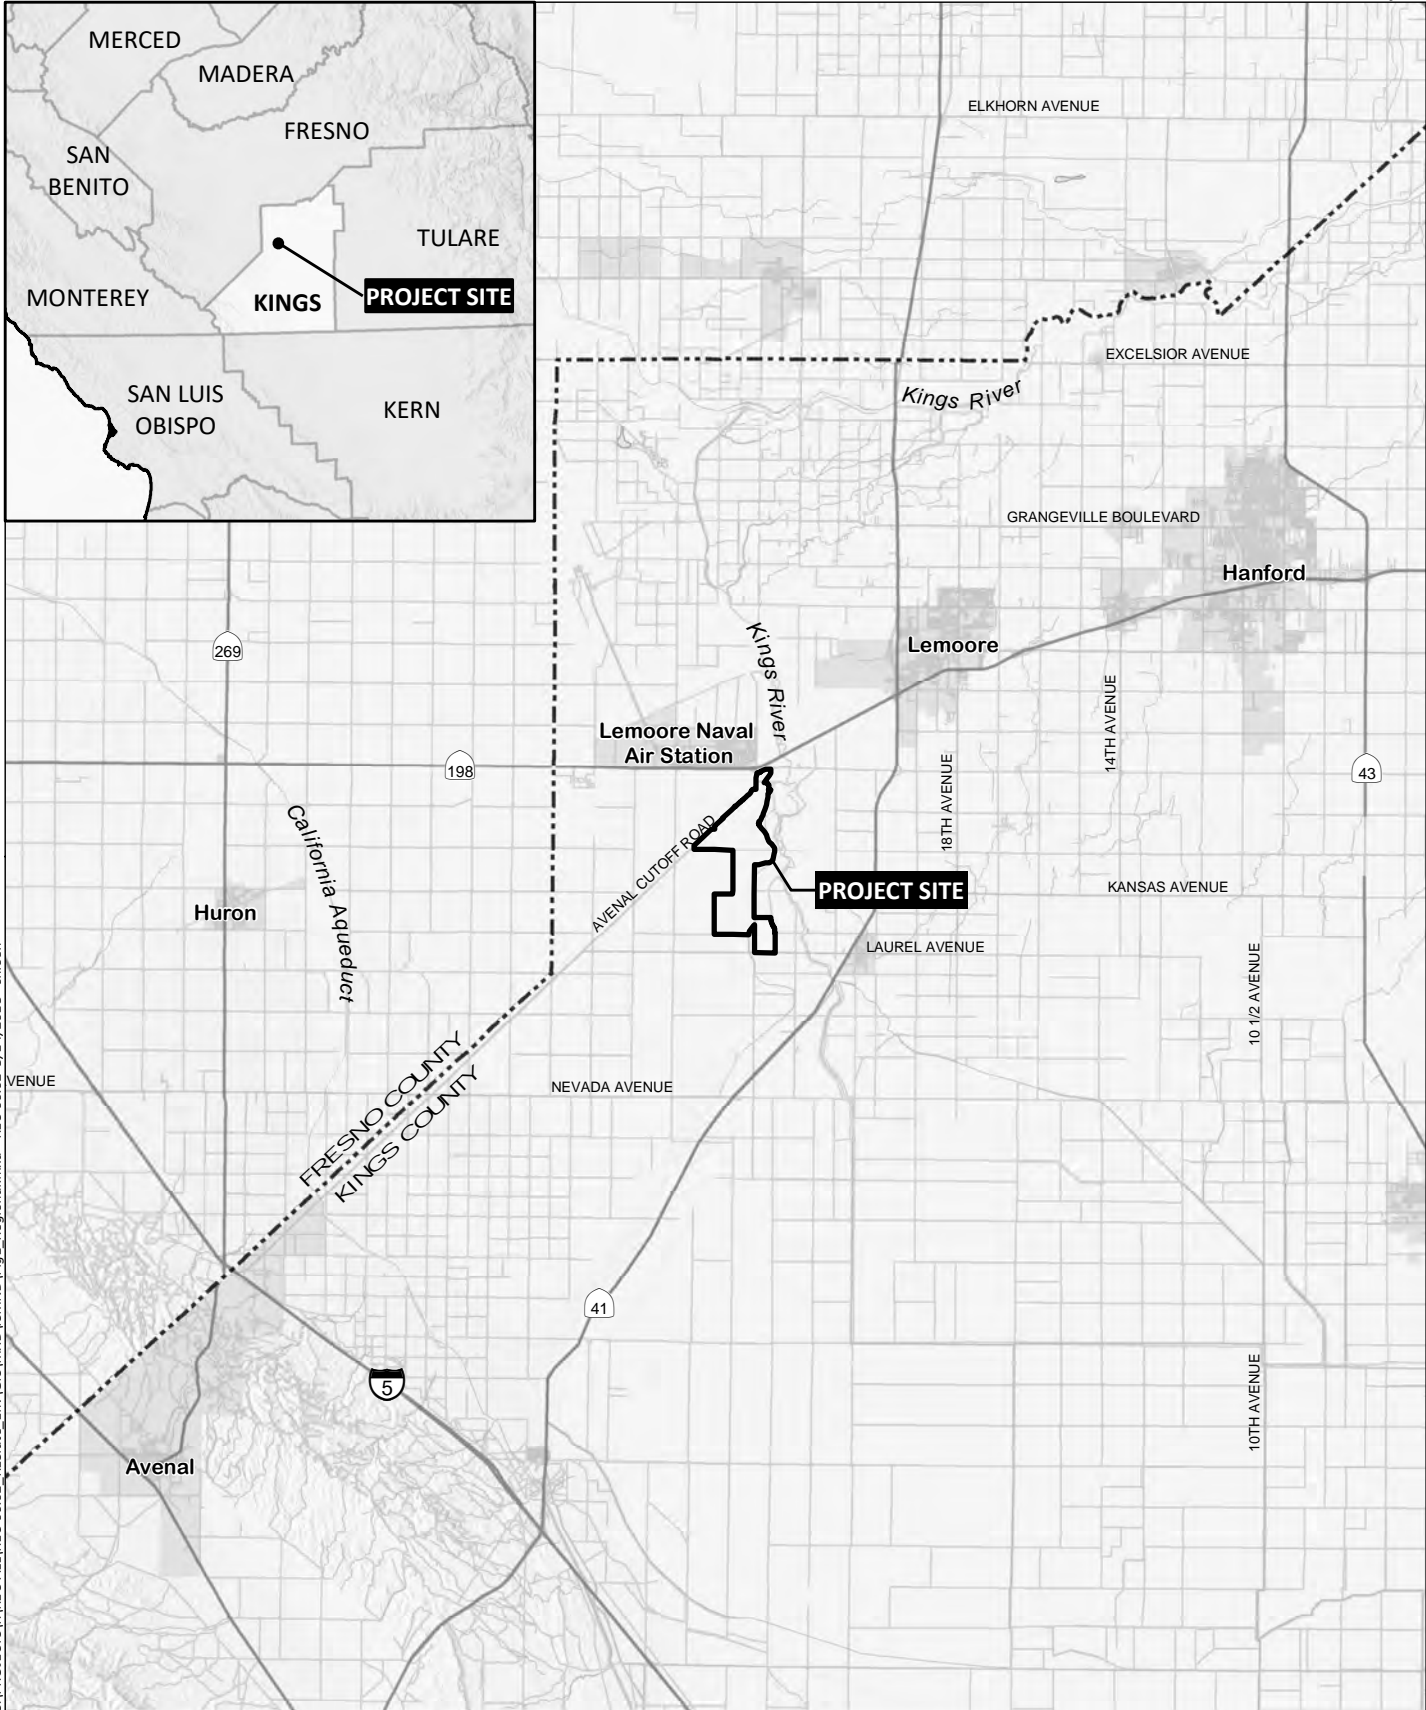 MERCED
MADERA
FRESNO
SAN
BENITO
TULARE
MONTEREY
KINGS
PROJECT SITE
SAN LUIS
OBISPO
KERN
ELKHORN AVENUE
EXCELSIOR AVENUE
Kings River
GRANGEVILLE BOULEVARD
Hanford
269
Kings River
Lemoore
14TH AVENUE
Lemoore Naval
Air Station
198
18TH AVENUE
43
California Aqueduct
AVENAL CUTOFF ROAD
PROJECT SITE
KANSAS AVENUE
Huron
LAUREL AVENUE
10 1/2 AVENUE
FRESNO COUNTY
KINGS COUNTY
VENUE
NEVADA AVENUE
41
5
10TH AVENUE
Avenal